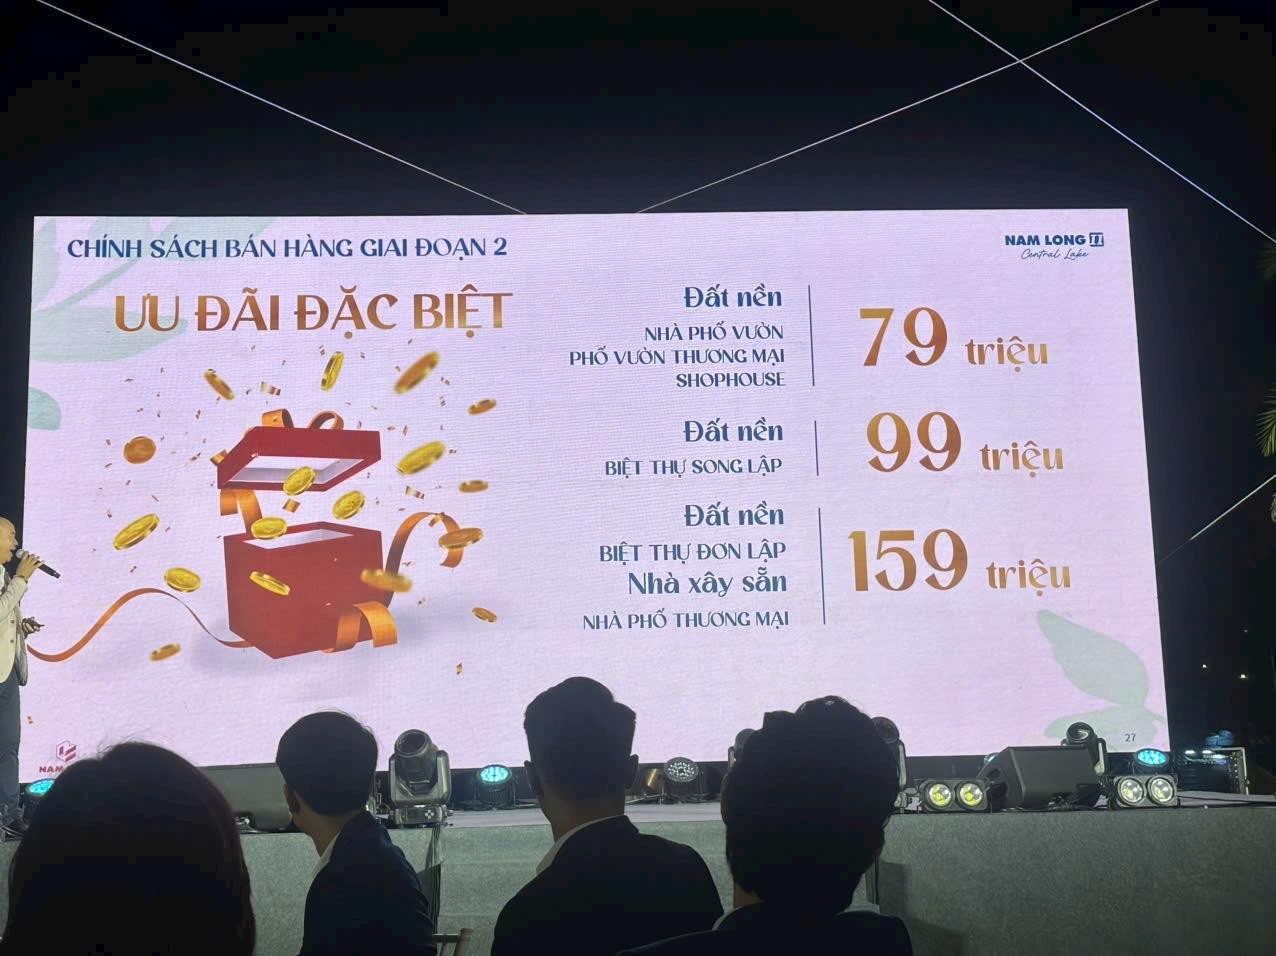 CHÍNH SÁCH BÁN HÀNG GIAI ĐOẠN 2
NAM LONG II
Central Lake
ƯU ĐÃI ĐẶC BIỆT
Đất nền
NHÀ PHỐ VƯỜN
PHỐ VƯỜN THƯƠNG MẠI
SHOPHOUSE
79 triệu
Đất nền
BIỆT THỰ SONG LẬP
99 triệu
Đất nền
BIỆT THỰ ĐƠN LẬP
Nhà xây sẵn
NHÀ PHỐ THƯƠNG MẠI
159 triệu
NAM
27